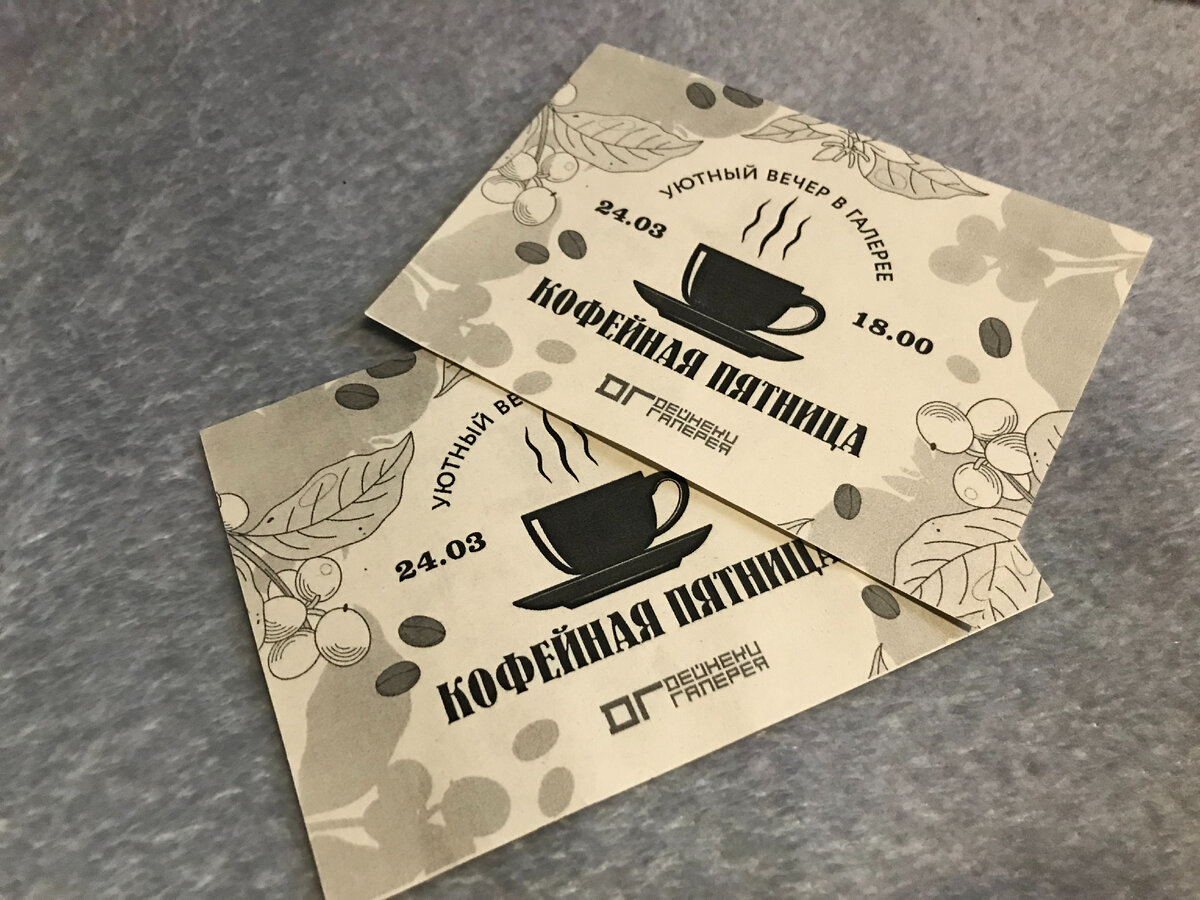 УЮТНЫЙ ВЕЧЕР В ГАЛЕРЕЕ
24.03
18.00
КОФЕЙНАЯ ПЯТНИЦА
ДГ ДЕЙНЕКИ
ГАЛЕРЕЯ
УЮТНЫЙ ВЕ
24.03
КОФЕЙНАЯ ПЯТНИЦА
ДГ ДЕЙНЕКИ
ГАЛЕРЕЯ